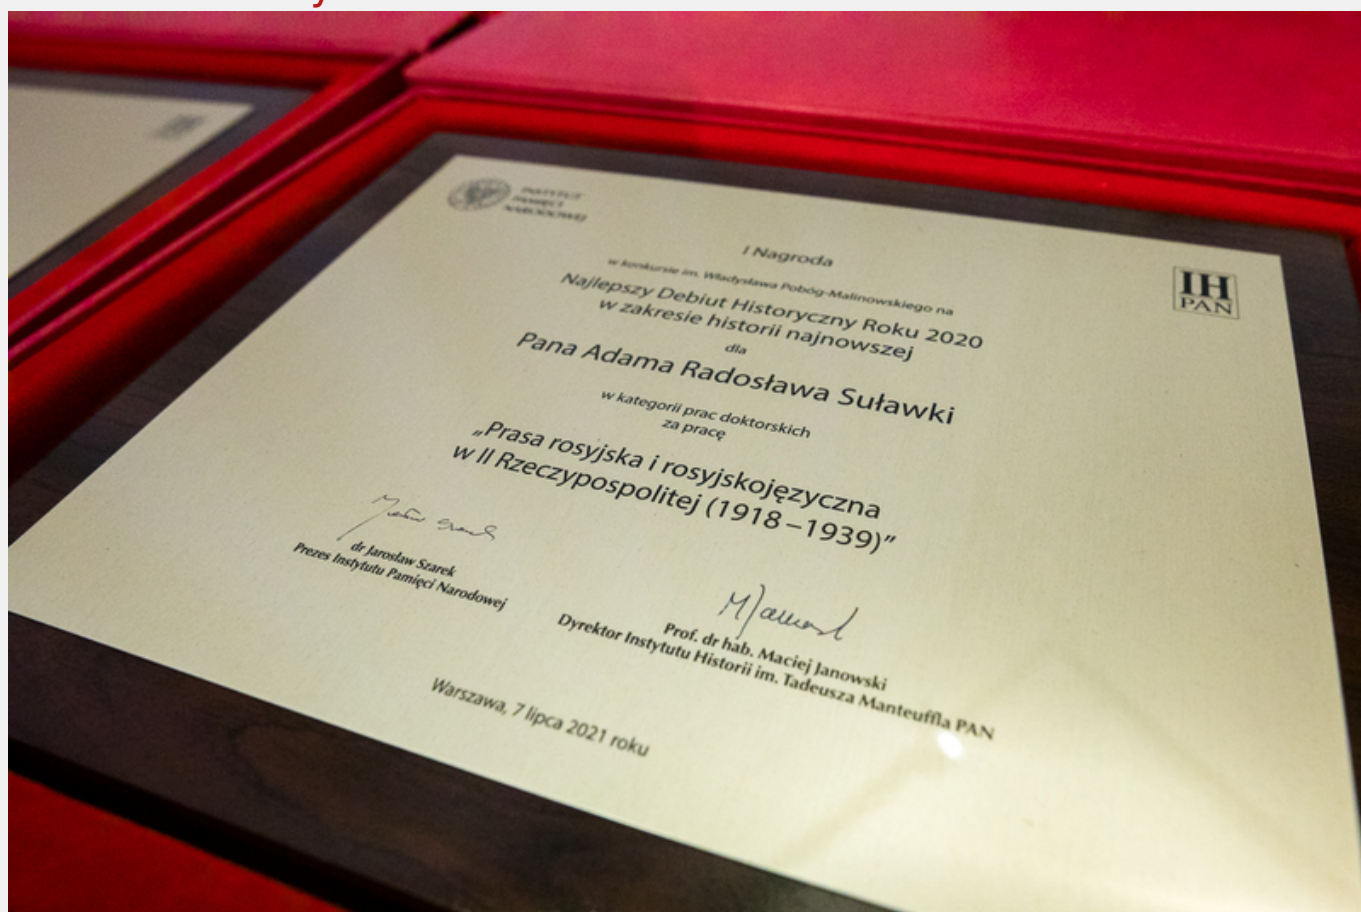 INSTYTUT
PAMIĘCI
NARODOWEJ
IH
PAN
I Nagroda
w konkursie im. Władysława Pobóg-Malinowskiego na
Najlepszy Debiut Historyczny Roku 2020
w zakresie historii najnowszej
dla
Pana Adama Radosława Suławki
w kategorii prac doktorskich
za pracę
„Prasa rosyjska i rosyjskojęzyczna
w II Rzeczypospolitej (1918–1939)”
dr Jarosław Szarek
Prezes Instytutu Pamięci Narodowej
Prof. dr hab. Maciej Janowski
Dyrektor Instytutu Historii im. Tadeusza Manteuffla PAN
Warszawa, 7 lipca 2021 roku